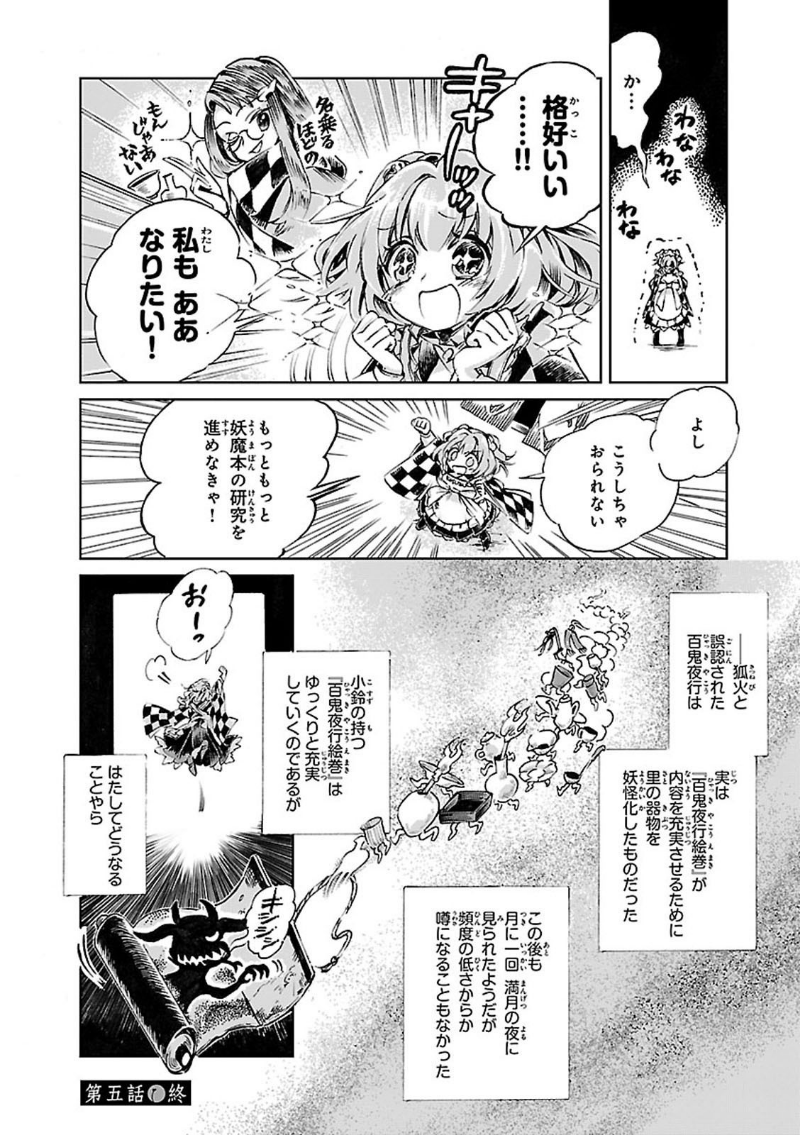 か…
わな
わな
わな
格好いい
……!!
キャー
名乗る
ほどの
もん
じゃあ
ない
私も ああ
なりたい！
よし
こうしちゃ
おられない
もっともっと
妖魔本の研究を
進めなきゃ！
──狐火と
誤認された
百鬼夜行は
実は
『百鬼夜行絵巻』が
内容を充実させるために
里の器物を
妖怪化したものだった
この後も
月に一回 満月の夜に
見られたようだが
頻度の低さからか
噂になることもなかった
小鈴の持つ
『百鬼夜行絵巻』は
ゆっくりと充実
していくのであるが
おーっ
はたしてどうなる
ことやら
キシシシ
第五話 終